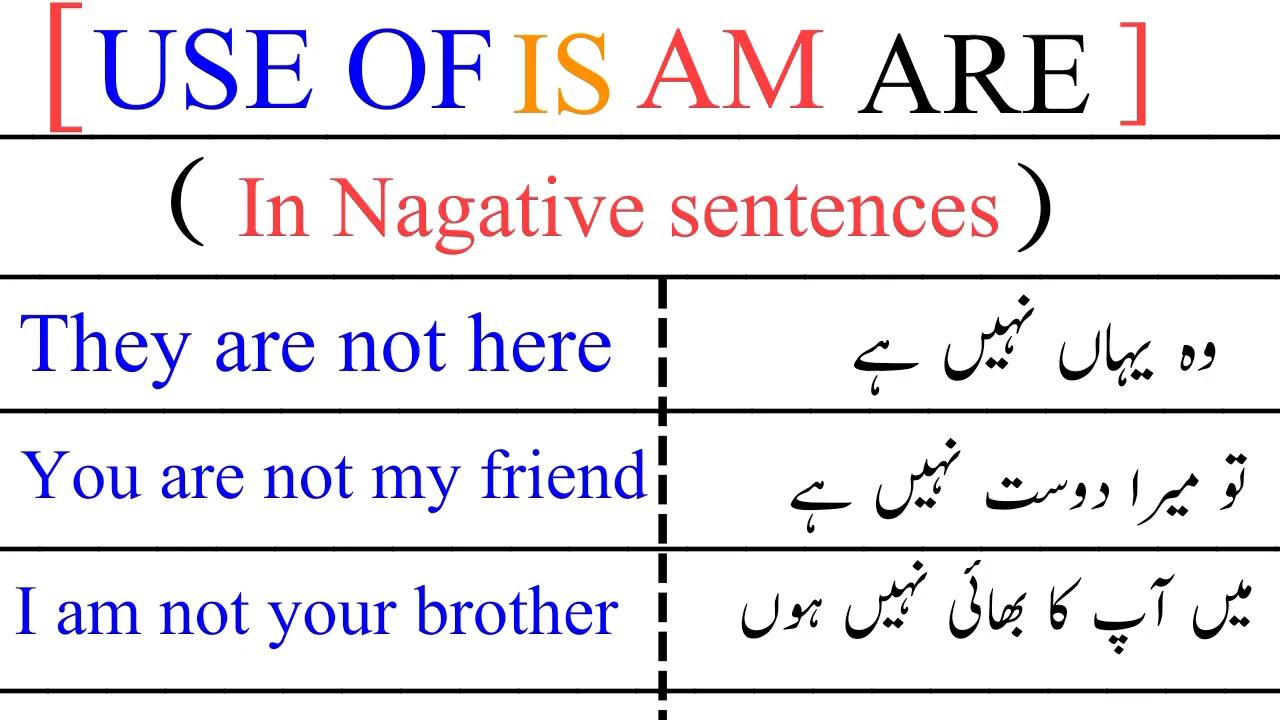 [ USE OF IS AM ARE ]
( In Nagative sentences )
They are not here وہ یہاں نہیں ہے
You are not my friend تو میرا دوست نہیں ہے
I am not your brother میں آپ کا بھائی نہیں ہوں